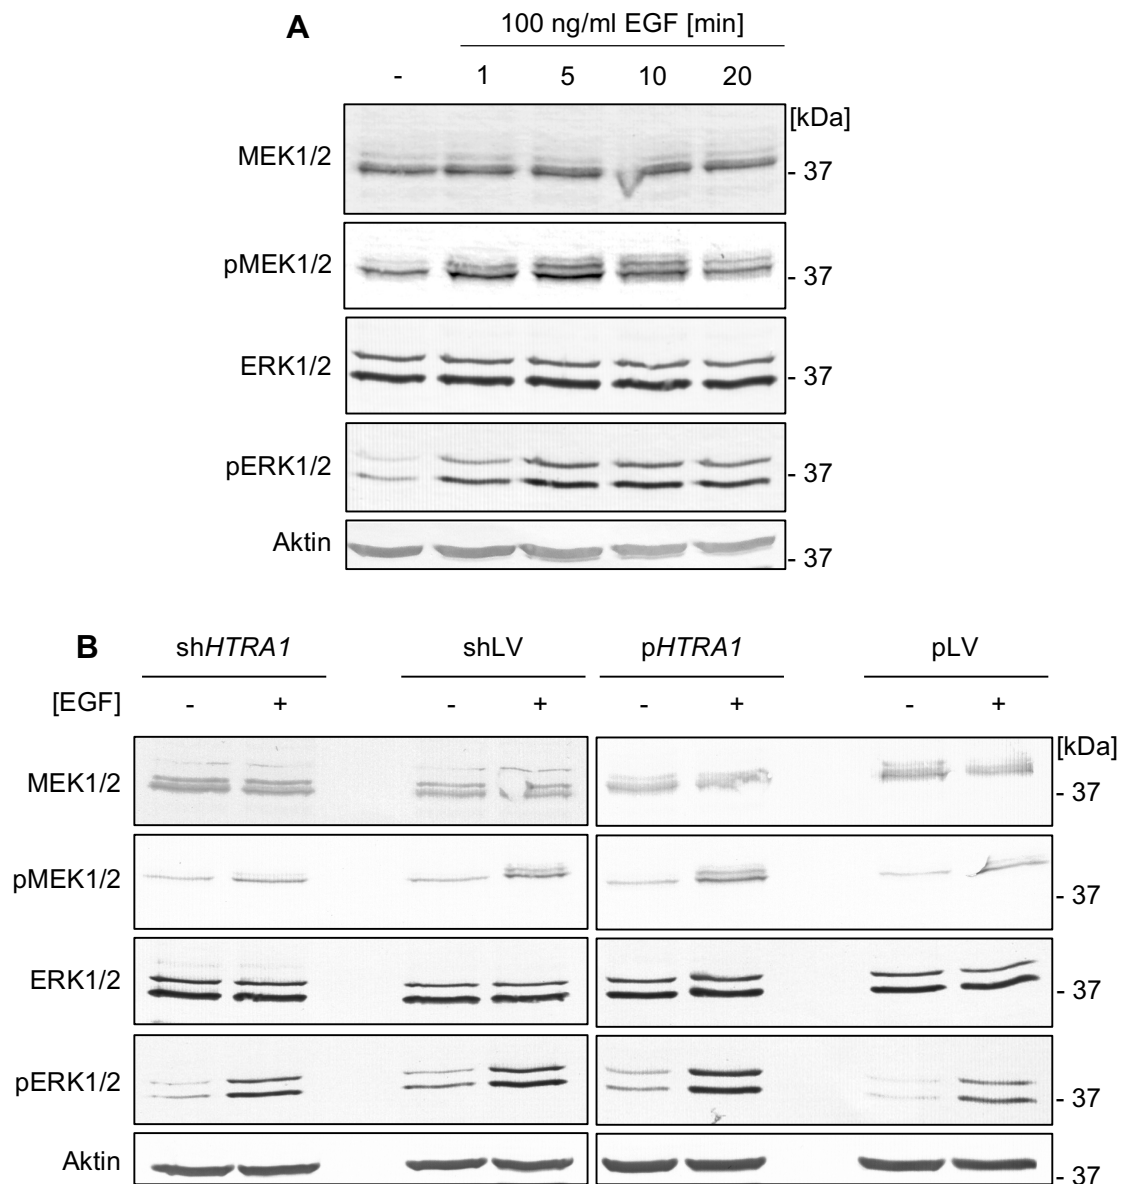 A
100 ng/ml EGF [min]
- 1 5 10 20
[kDa]
MEK1/2
- 37
pMEK1/2
- 37
ERK1/2
- 37
pERK1/2
- 37
Aktin
- 37
B
shHTRA1 shLV pHTRA1 pLV
[EGF] - + - + - + - +
[kDa]
MEK1/2
- 37
pMEK1/2
- 37
ERK1/2
- 37
pERK1/2
- 37
Aktin
- 37